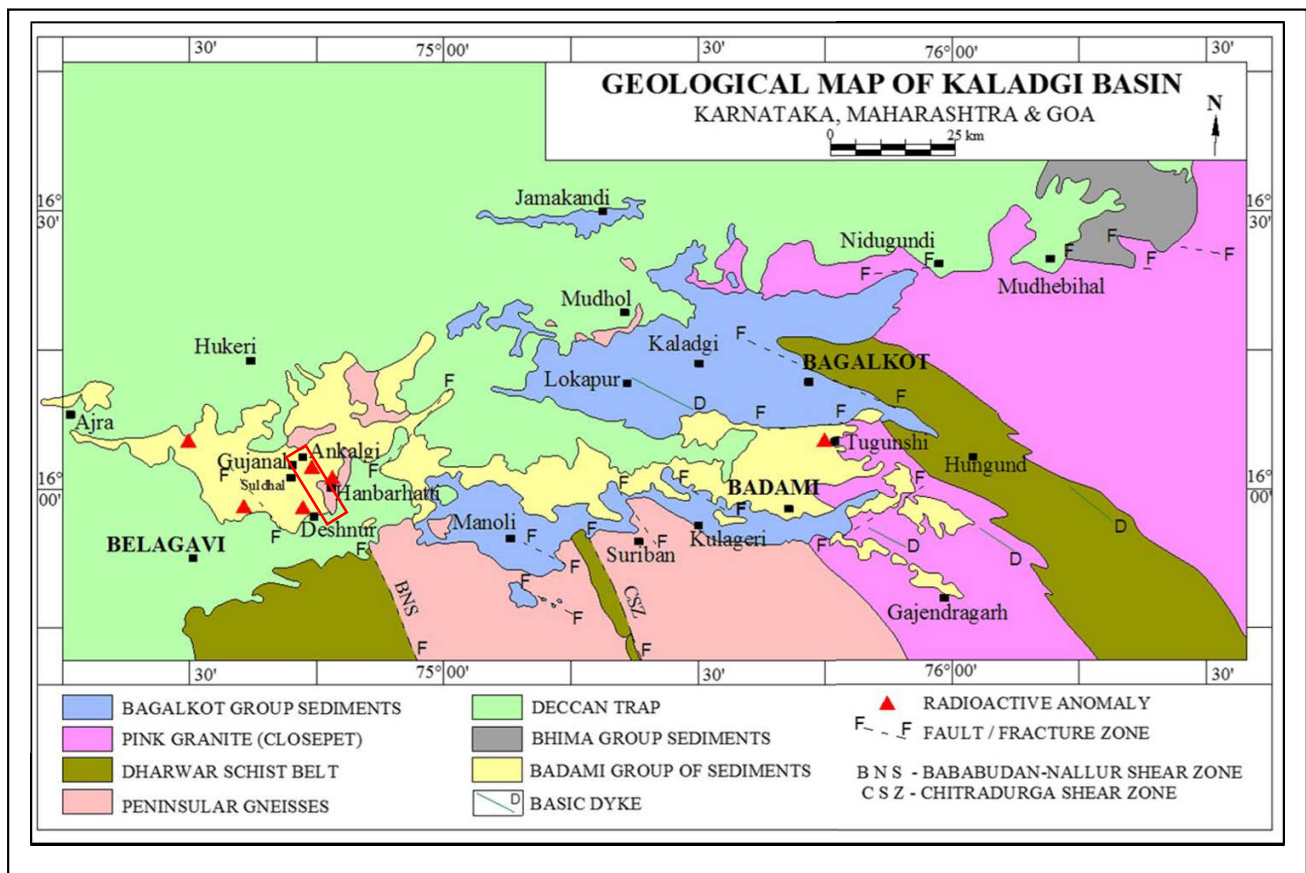 30'
75° 00'
30'
76° 00'
30'
GEOLOGICAL MAP OF KALADGI BASIN
KARNATAKA, MAHARASHTRA & GOA
0 25 km
N
16°
30'
16°
30'
Jamakandi
Nidugundi
F
F
F
F
F
F
F
Mudhebihal
Mudhol
Hukeri
Kaladgi
F
BAGALKOT
Lokapur
D
F
F
F
F
Ajra
Tugunshi
Ankalgi
Gujanal
F
F
Suldhal
Hungund
16°
00'
16°
00'
Hanbarhatti
F
F
F
BADAMI
F
Deshnur
Manoli
F
F
Kulageri
D
BELAGAVI
F
F
F
Suriban
F
F
D
D
BNS
CSZ
F
F
Gajendragarh
F
F
30'
75° 00'
30'
76° 00'
30'
BAGALKOT GROUP SEDIMENTS
PINK GRANITE (CLOSEPET)
DHARWAR SCHIST BELT
PENINSULAR GNEISSES
DECCAN TRAP
BHIMA GROUP SEDIMENTS
BADAMI GROUP OF SEDIMENTS
D BASIC DYKE
RADIOACTIVE ANOMALY
F F FAULT / FRACTURE ZONE
B N S - BABABUDAN-NALLUR SHEAR ZONE
C S Z - CHITRADURGA SHEAR ZONE